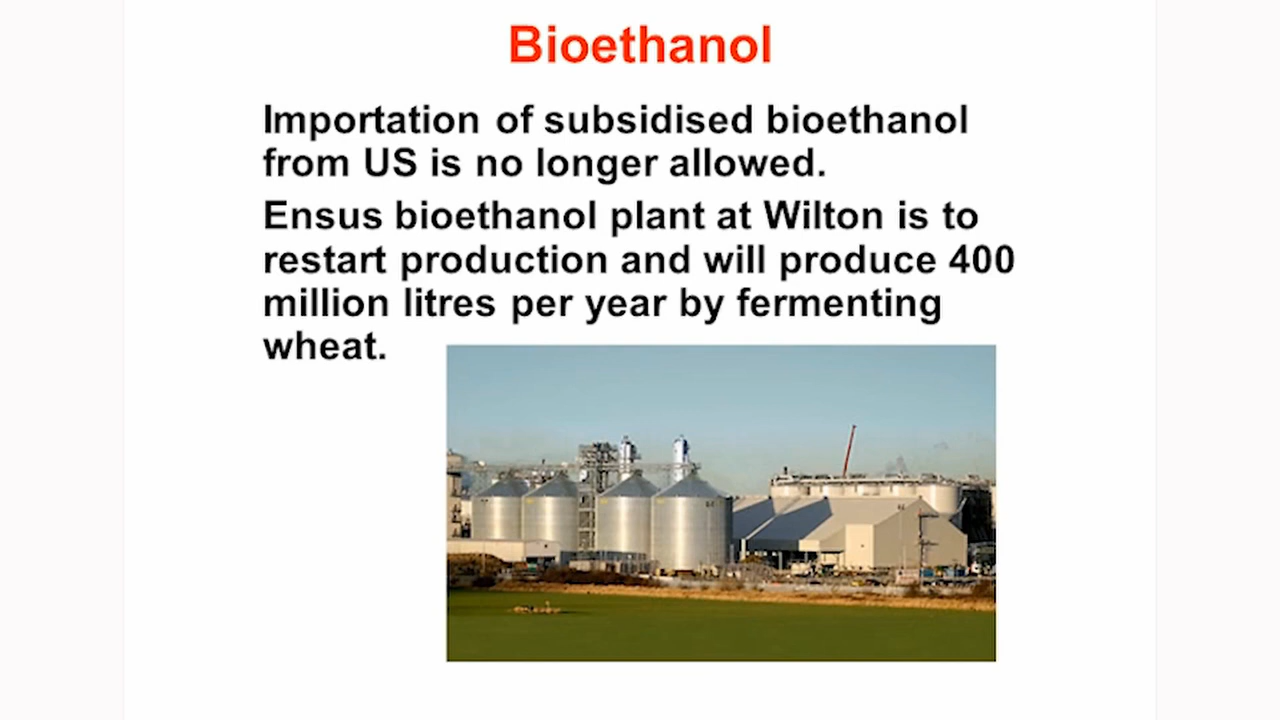 Bioethanol
Importation of subsidised bioethanol
from US is no longer allowed.
Ensus bioethanol plant at Wilton is to
restart production and will produce 400
million litres per year by fermenting
wheat.